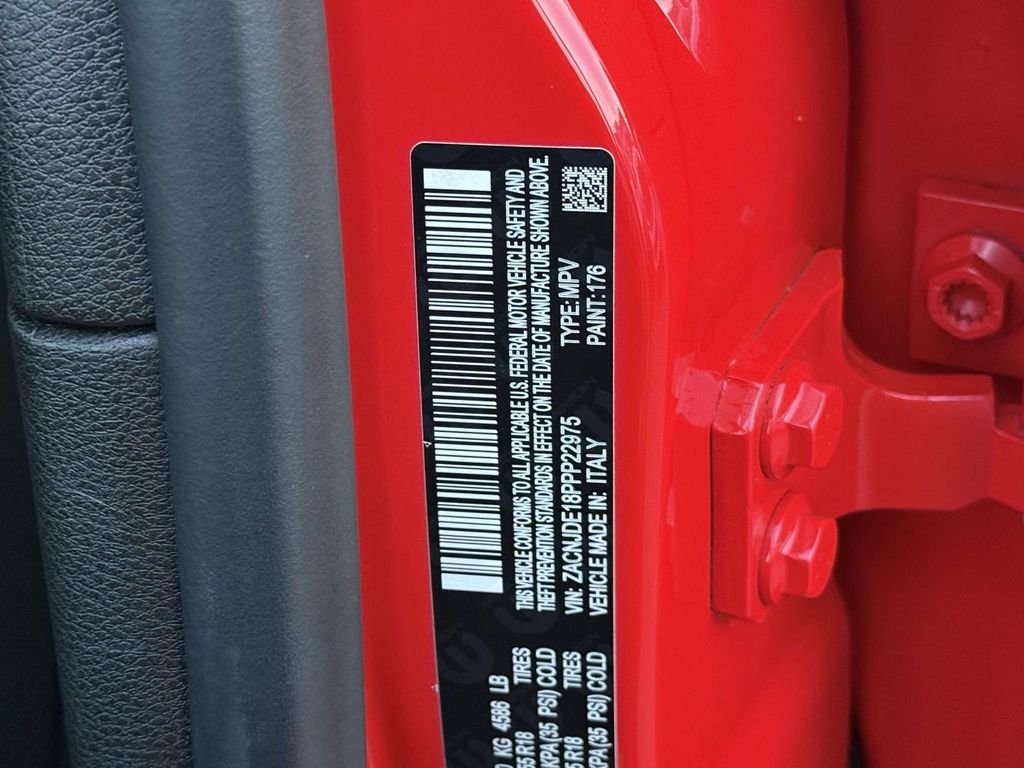 THIS VEHICLE CONFORMS TO ALL APPLICABLE U.S. FEDERAL MOTOR VEHICLE SAFETY AND
THEFT PREVENTION STANDARDS IN EFFECT ON THE DATE OF MANUFACTURE SHOWN ABOVE.
VIN: ZACNJDE18PPP22975 TYPE: MPV
VEHICLE MADE IN: ITALY PAINT: 176
KG 4586 LB
R18 TIRES
KPA(35 PSI) COLD
R18 TIRES
KPA(35 PSI) COLD